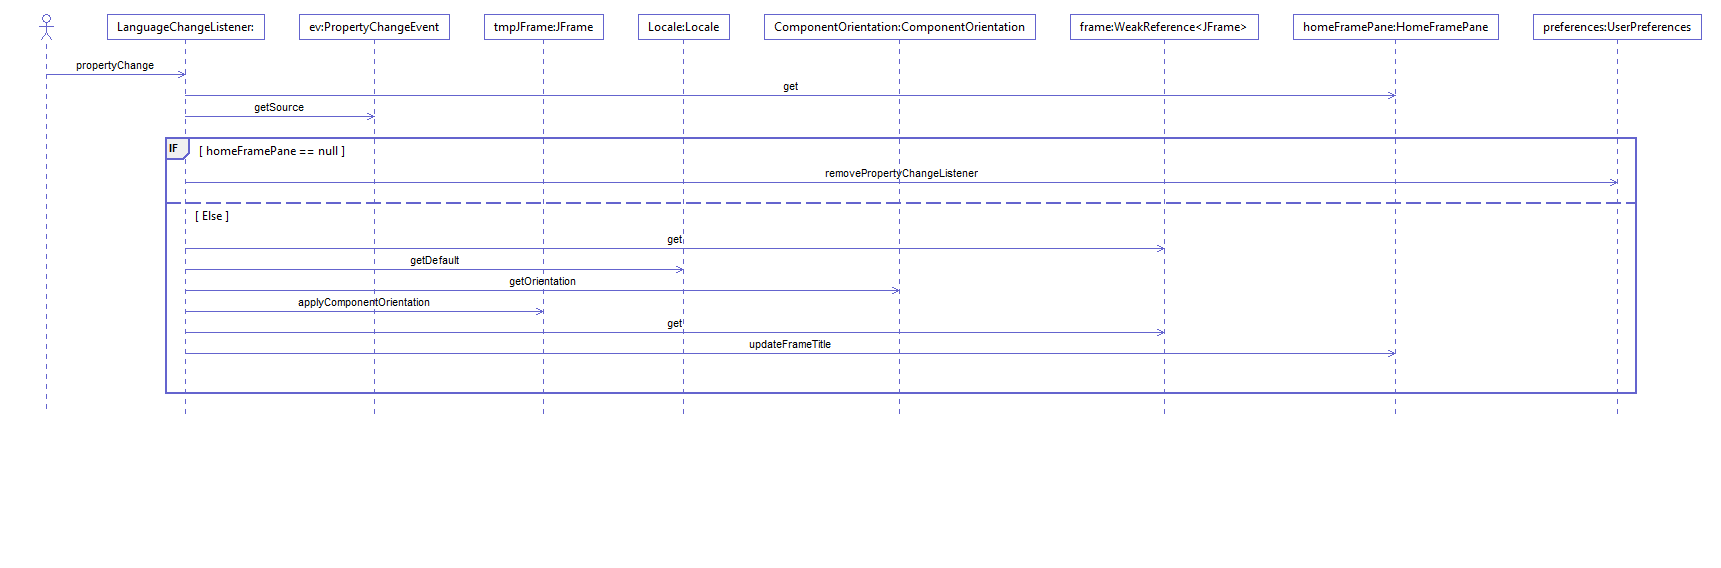 LanguageChangeListener:
ev:PropertyChangeEvent
tmpJFrame:JFrame
Locale:Locale
ComponentOrientation:ComponentOrientation
frame:WeakReference<JFrame>
homeFramePane:HomeFramePane
preferences:UserPreferences
propertyChange
get
getSource
IF
[ homeFramePane == null ]
removePropertyChangeListener
[ Else ]
get
getDefault
getOrientation
applyComponentOrientation
get
updateFrameTitle